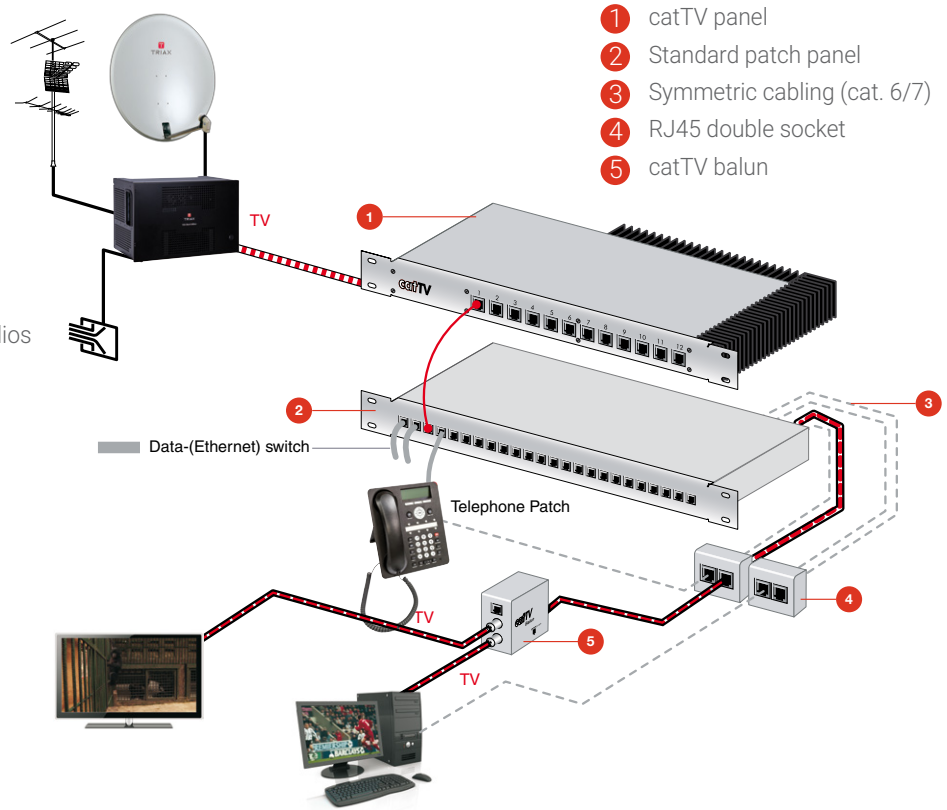 1 catTV panel
2 Standard patch panel
3 Symmetric cabling (cat. 6/7)
4 RJ45 double socket
5 catTV balun
TRIAX
TRIAX
TV
1
catTV
1 2 3 4 5 6 7 8 9 10 11 12
dios
2
3
Data-(Ethernet) switch
Telephone Patch
4
catTV
5
TV
TV
BARCLAYS